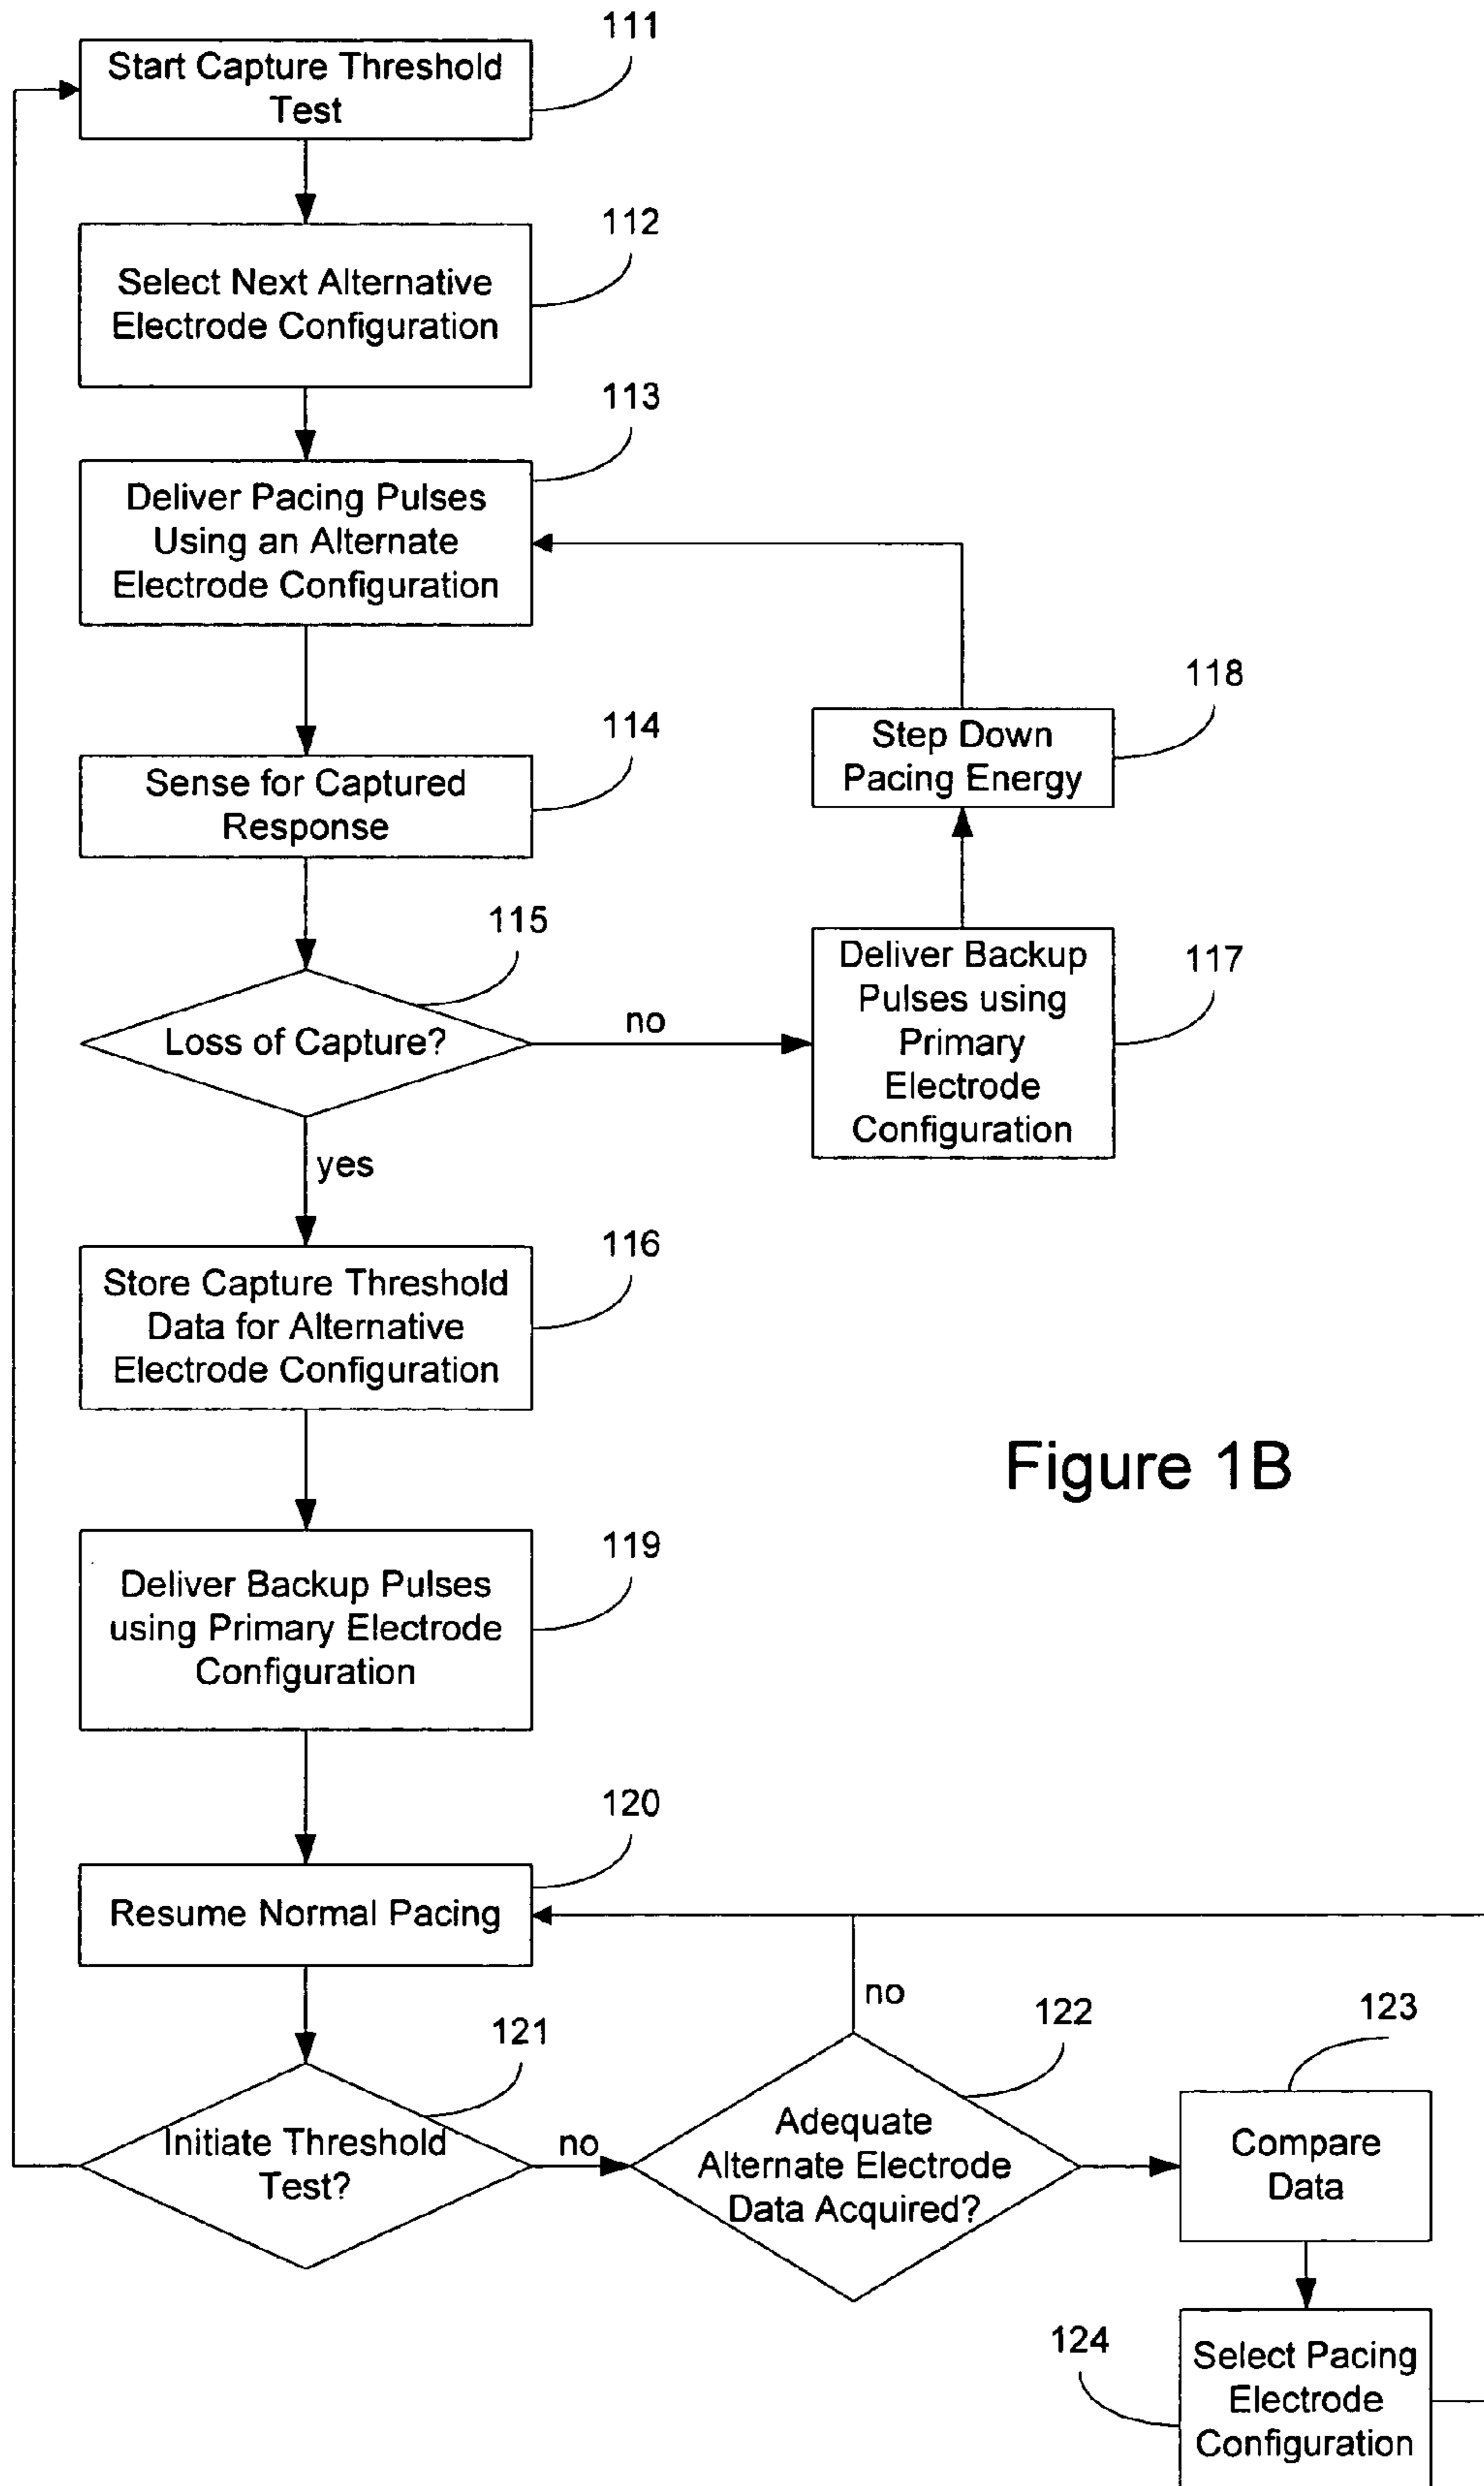 111
Start Capture Threshold
Test
112
Select Next Alternative
Electrode Configuration
113
Deliver Pacing Pulses
Using an Alternate
Electrode Configuration
118
Step Down
Pacing Energy
114
Sense for Captured
Response
115
Loss of Capture?
no
117
Deliver Backup
Pulses using
Primary
Electrode
Configuration
yes
116
Store Capture Threshold
Data for Alternative
Electrode Configuration
Figure 1B
119
Deliver Backup Pulses
using Primary Electrode
Configuration
120
Resume Normal Pacing
121
Initiate Threshold
Test?
no
no
122
Adequate
Alternate Electrode
Data Acquired?
123
Compare
Data
124
Select Pacing
Electrode
Configuration